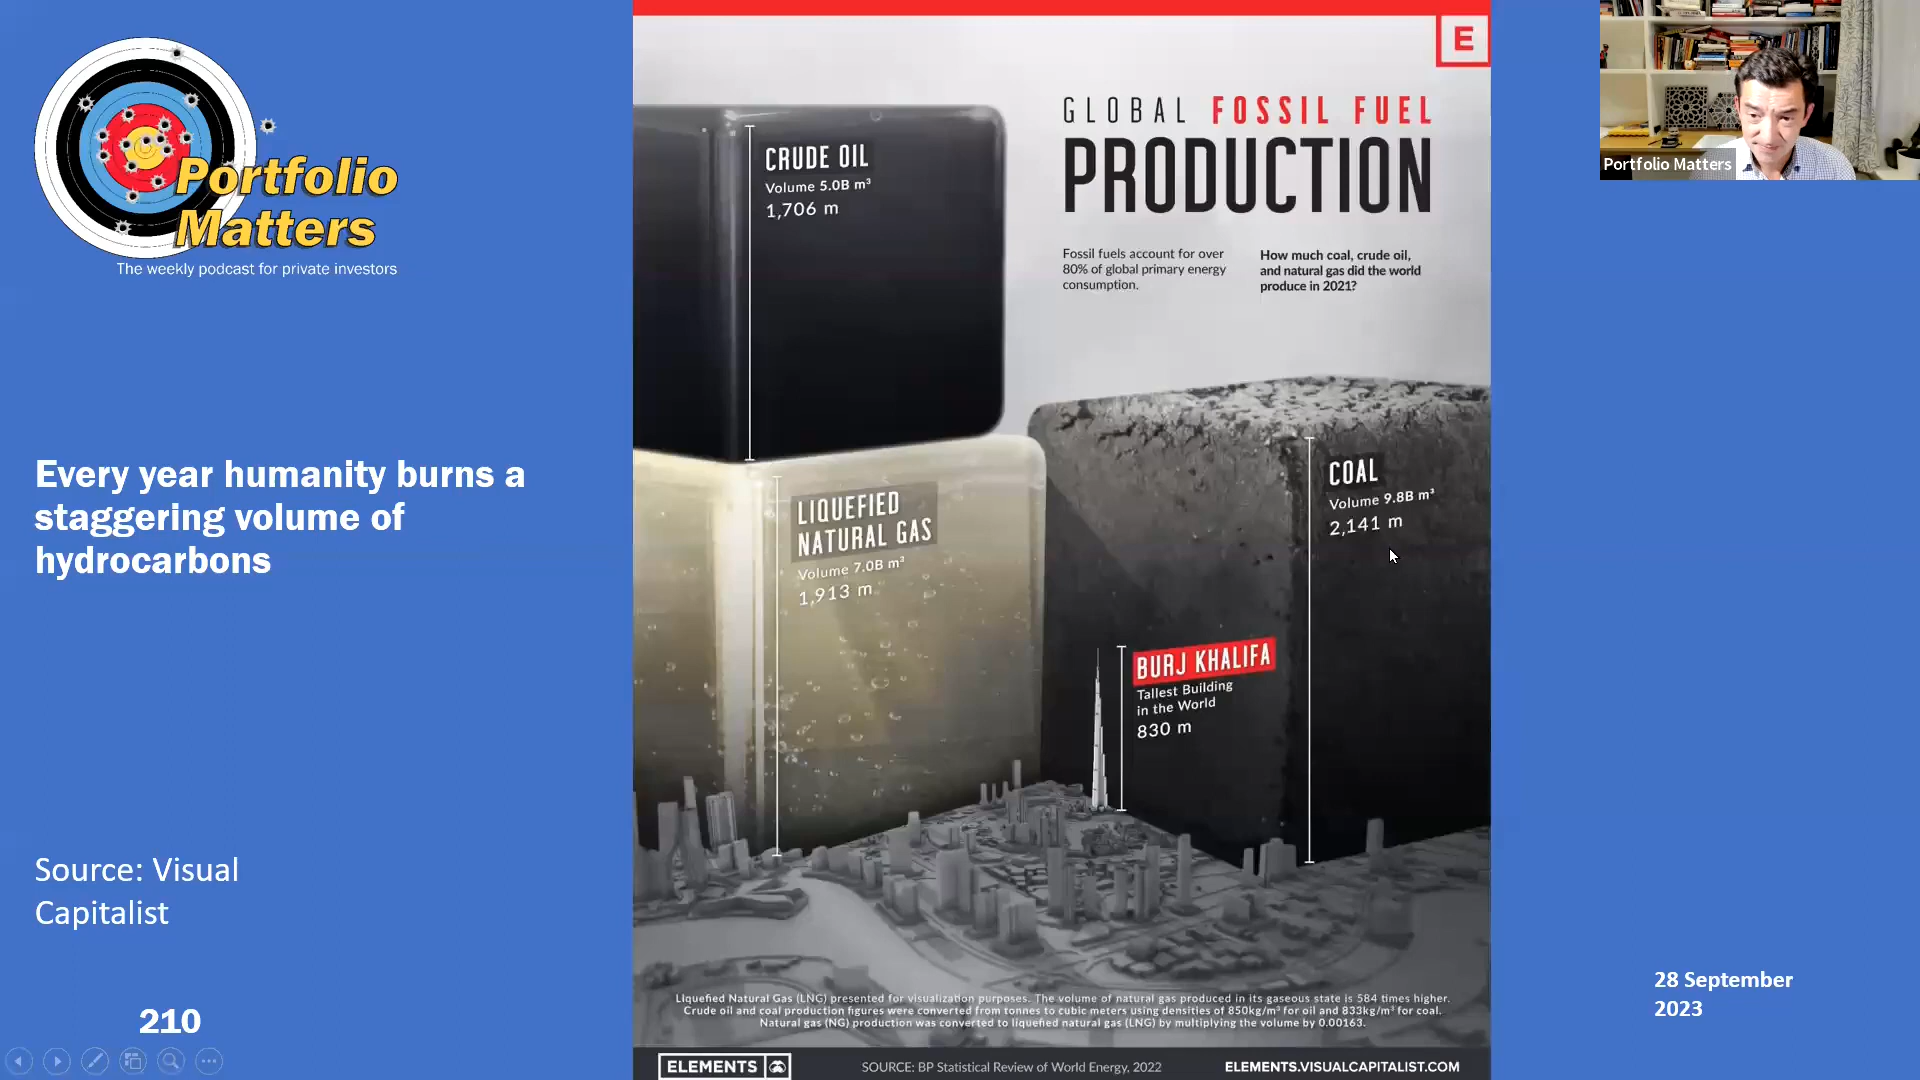 Portfolio
Matters
The weekly podcast for private investors
Every year humanity burns a
staggering volume of
hydrocarbons
Source: Visual
Capitalist
210
E
GLOBAL FOSSIL FUEL
PRODUCTION
Fossil fuels account for over
80% of global primary energy
consumption.
How much coal, crude oil,
and natural gas did the world
produce in 2021?
CRUDE OIL
Volume 5.0B m³
1,706 m
LIQUEFIED
NATURAL GAS
Volume 7.0B m³
1,913 m
COAL
Volume 9.8B m³
2,141 m
BURJ KHALIFA
Tallest Building
in the World
830 m
Liquefied Natural Gas (LNG) presented for visualization purposes. The volume of natural gas produced in its gaseous state is 584 times higher.
Crude oil and coal production figures were converted from tonnes to cubic meters using densities of 850kg/m³ for oil and 833kg/m³ for coal.
Natural gas (NG) production was converted to liquefied natural gas (LNG) by multiplying the volume by 0.00163.
ELEMENTS
SOURCE: BP Statistical Review of World Energy, 2022
ELEMENTS.VISUALCAPITALIST.COM
Portfolio Matters
28 September
2023